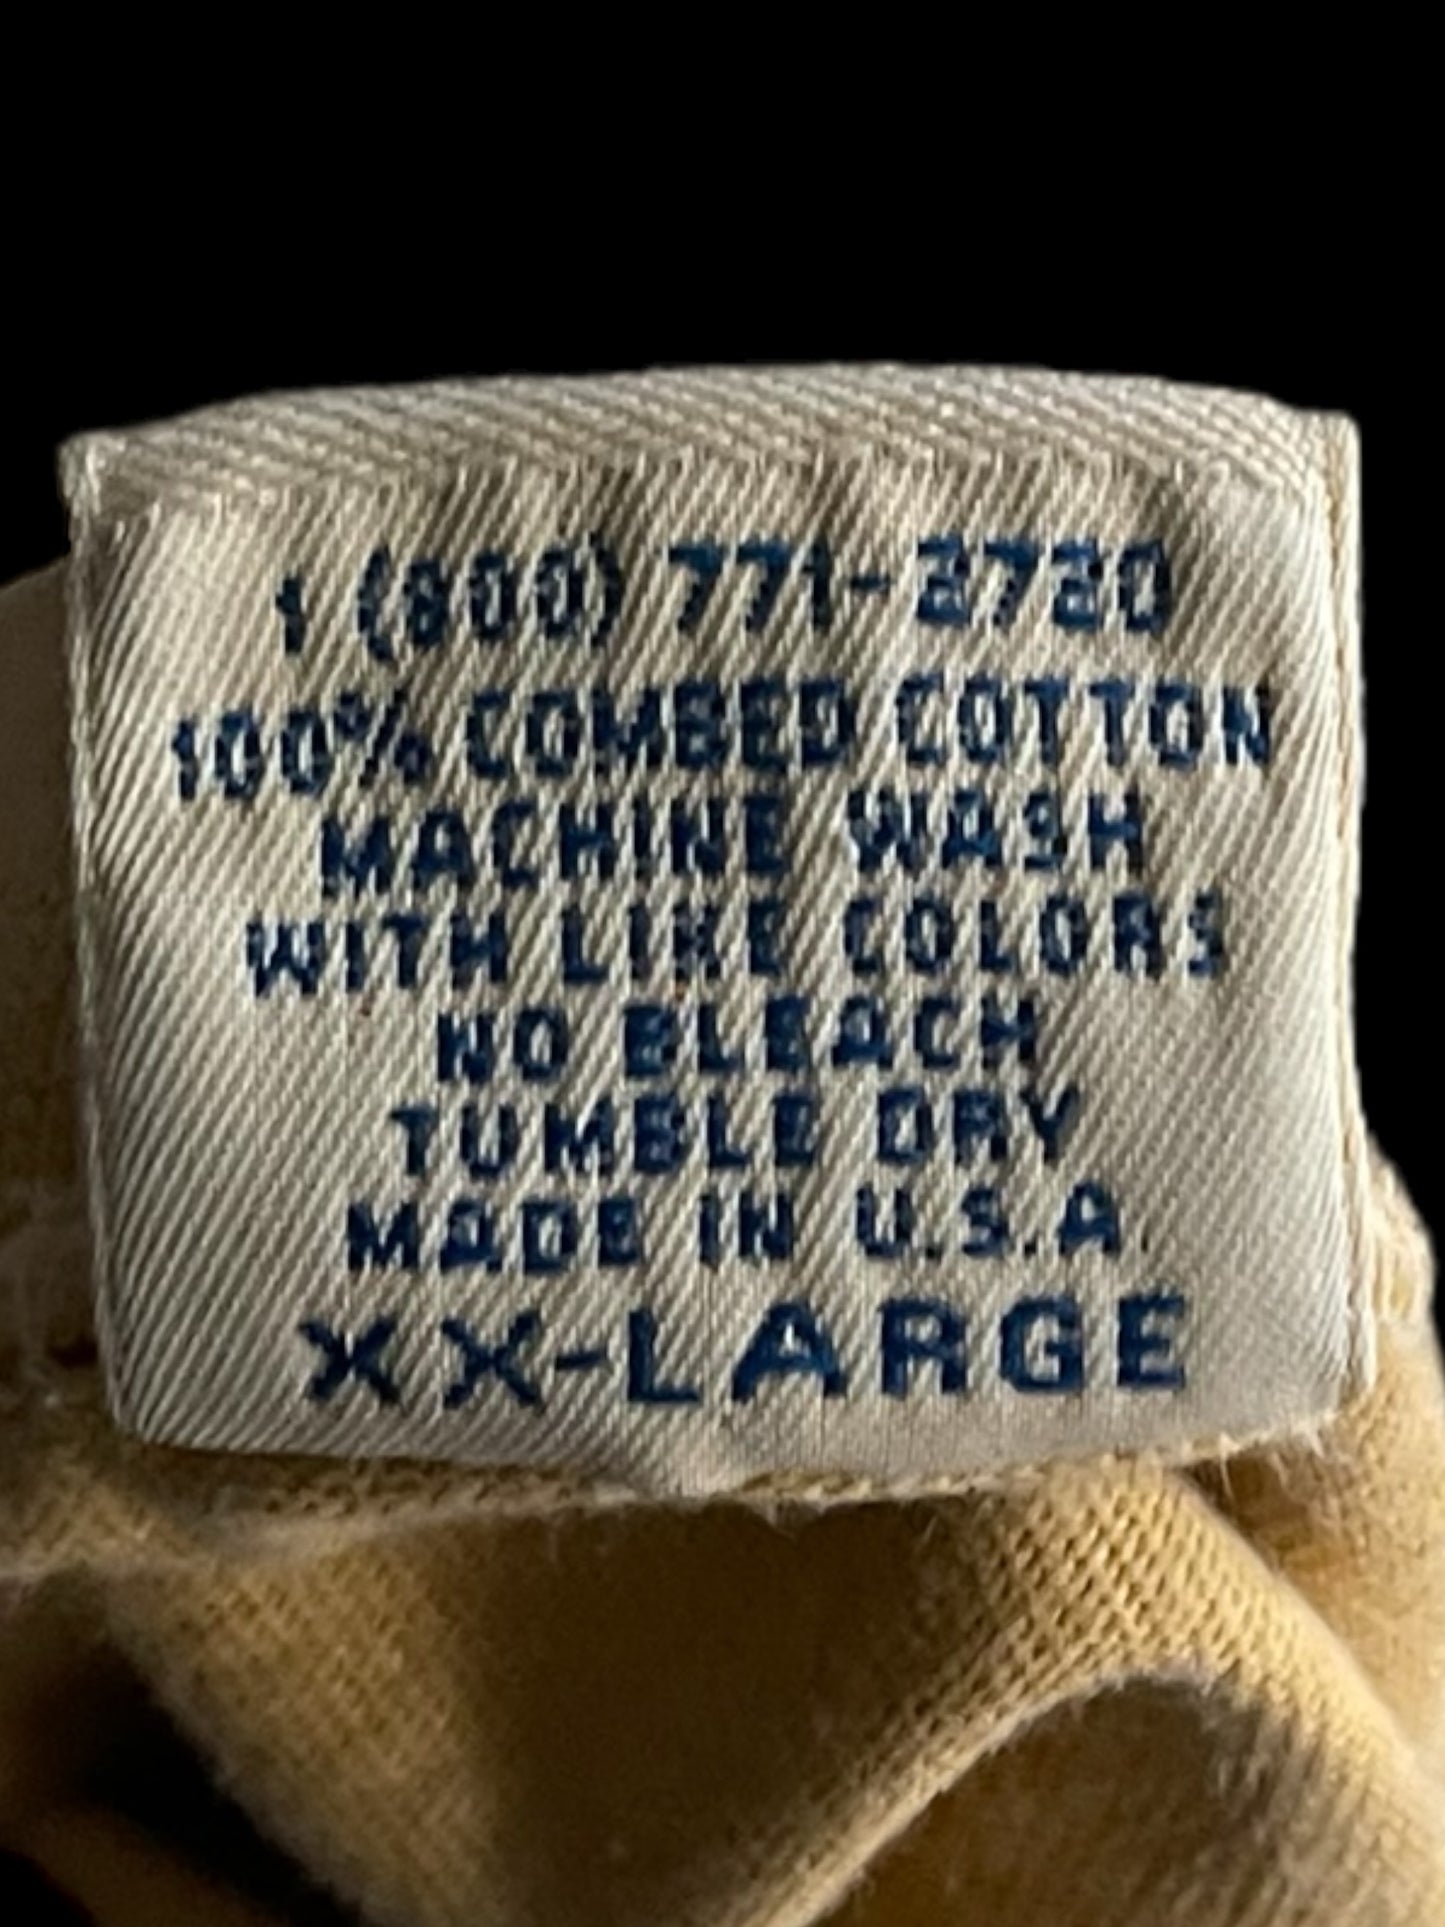 1 (800) 771-8780
100% COMBED COTTON
MACHINE WASH
WITH LIKE COLORS
NO BLEACH
TUMBLE DRY
MADE IN U.S.A.
XX-LARGE